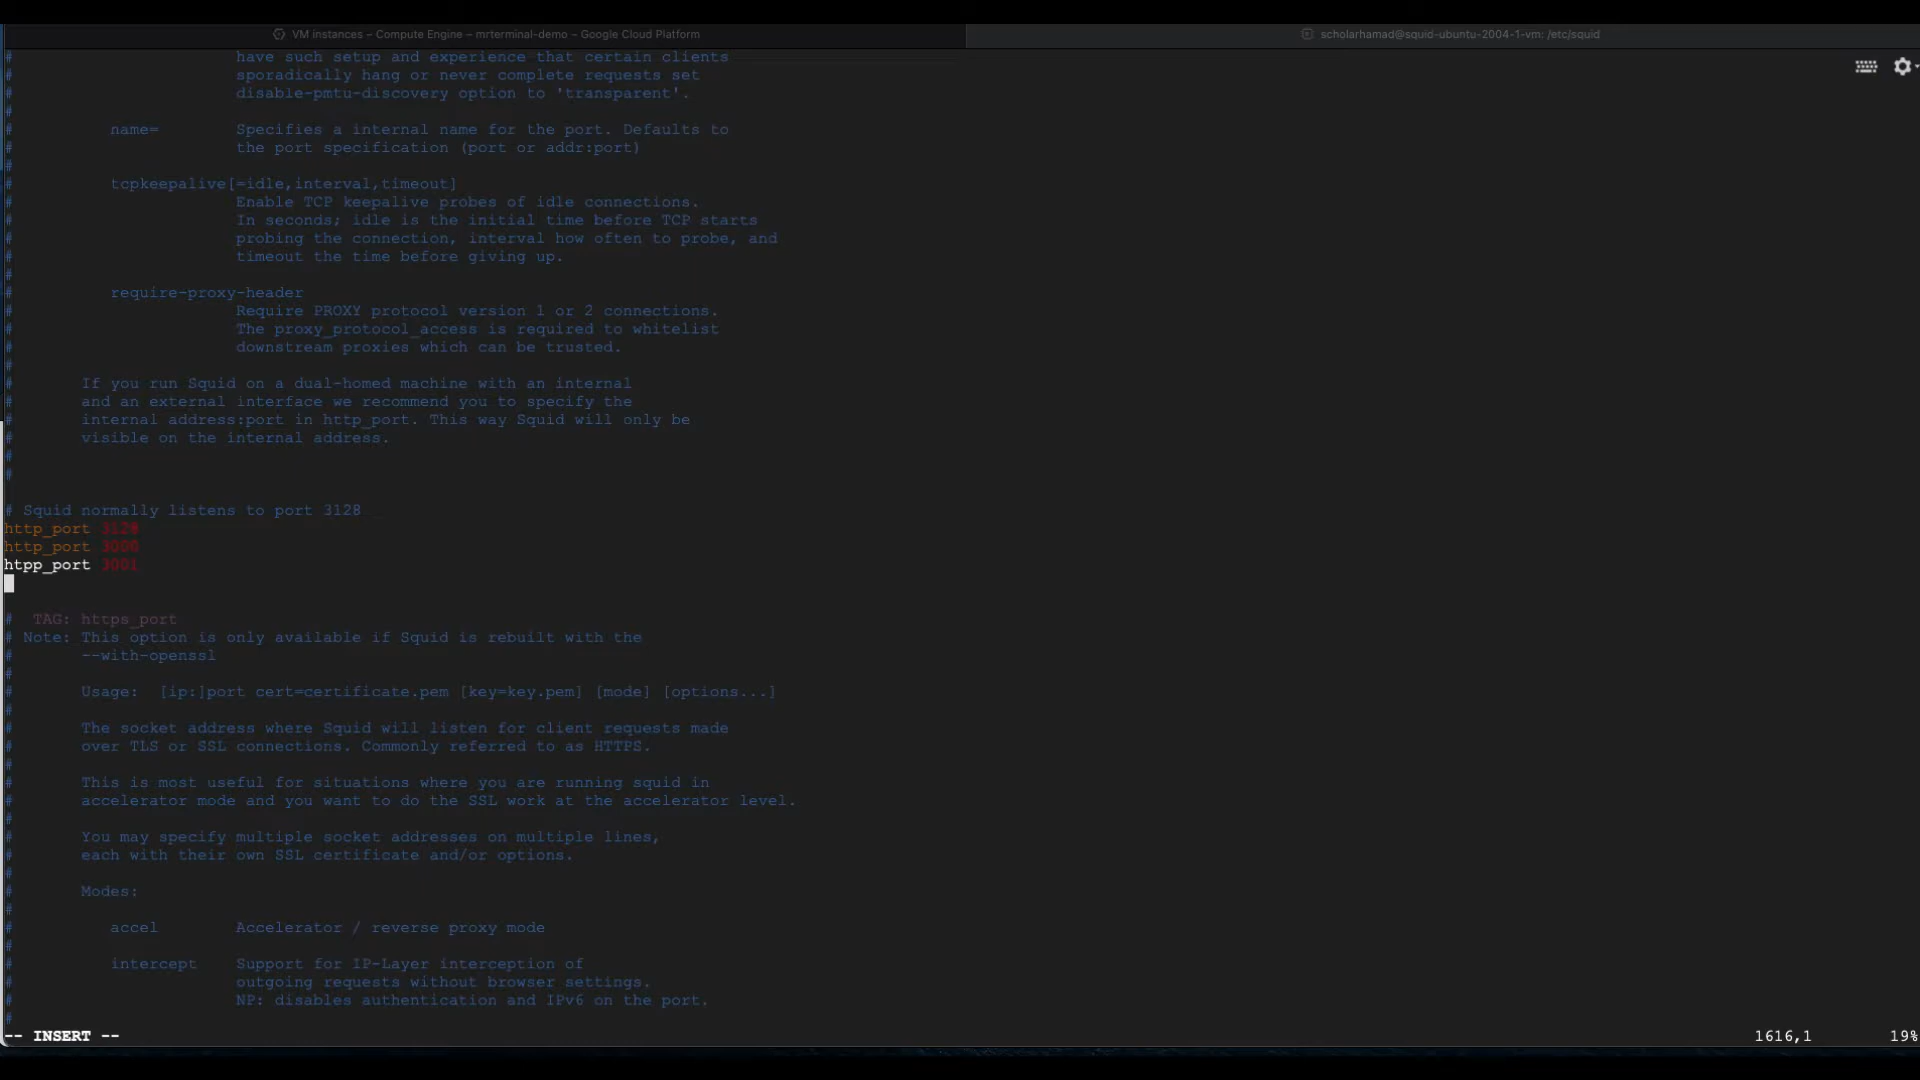 VM instances – Compute Engine – mrterminal-demo – Google Cloud Platform
scholarhamad@squid-ubuntu-2004-1-vm: /etc/squid
# have such setup and experience that certain clients
# sporadically hang or never complete requests set
# disable-pmtu-discovery option to 'transparent'.
#
# name= Specifies a internal name for the port. Defaults to
# the port specification (port or addr:port)
#
# tcpkeepalive[=idle,interval,timeout]
# Enable TCP keepalive probes of idle connections.
# In seconds; idle is the initial time before TCP starts
# probing the connection, interval how often to probe, and
# timeout the time before giving up.
#
# require-proxy-header
# Require PROXY protocol version 1 or 2 connections.
# The proxy_protocol_access is required to whitelist
# downstream proxies which can be trusted.
#
# If you run Squid on a dual-homed machine with an internal
# and an external interface we recommend you to specify the
# internal address:port in http_port. This way Squid will only be
# visible on the internal address.
#
#
# Squid normally listens to port 3128
http_port 3128
http_port 3000
htpp_port 3001
# TAG: https_port
# Note: This option is only available if Squid is rebuilt with the
# --with-openssl
#
# Usage: [ip:]port cert=certificate.pem [key=key.pem] [mode] [options...]
#
# The socket address where Squid will listen for client requests made
# over TLS or SSL connections. Commonly referred to as HTTPS.
#
# This is most useful for situations where you are running squid in
# accelerator mode and you want to do the SSL work at the accelerator level.
#
# You may specify multiple socket addresses on multiple lines,
# each with their own SSL certificate and/or options.
#
# Modes:
#
# accel Accelerator / reverse proxy mode
#
# intercept Support for IP-Layer interception of
# outgoing requests without browser settings.
# NP: disables authentication and IPv6 on the port.
#
-- INSERT -- 1616,1 19%